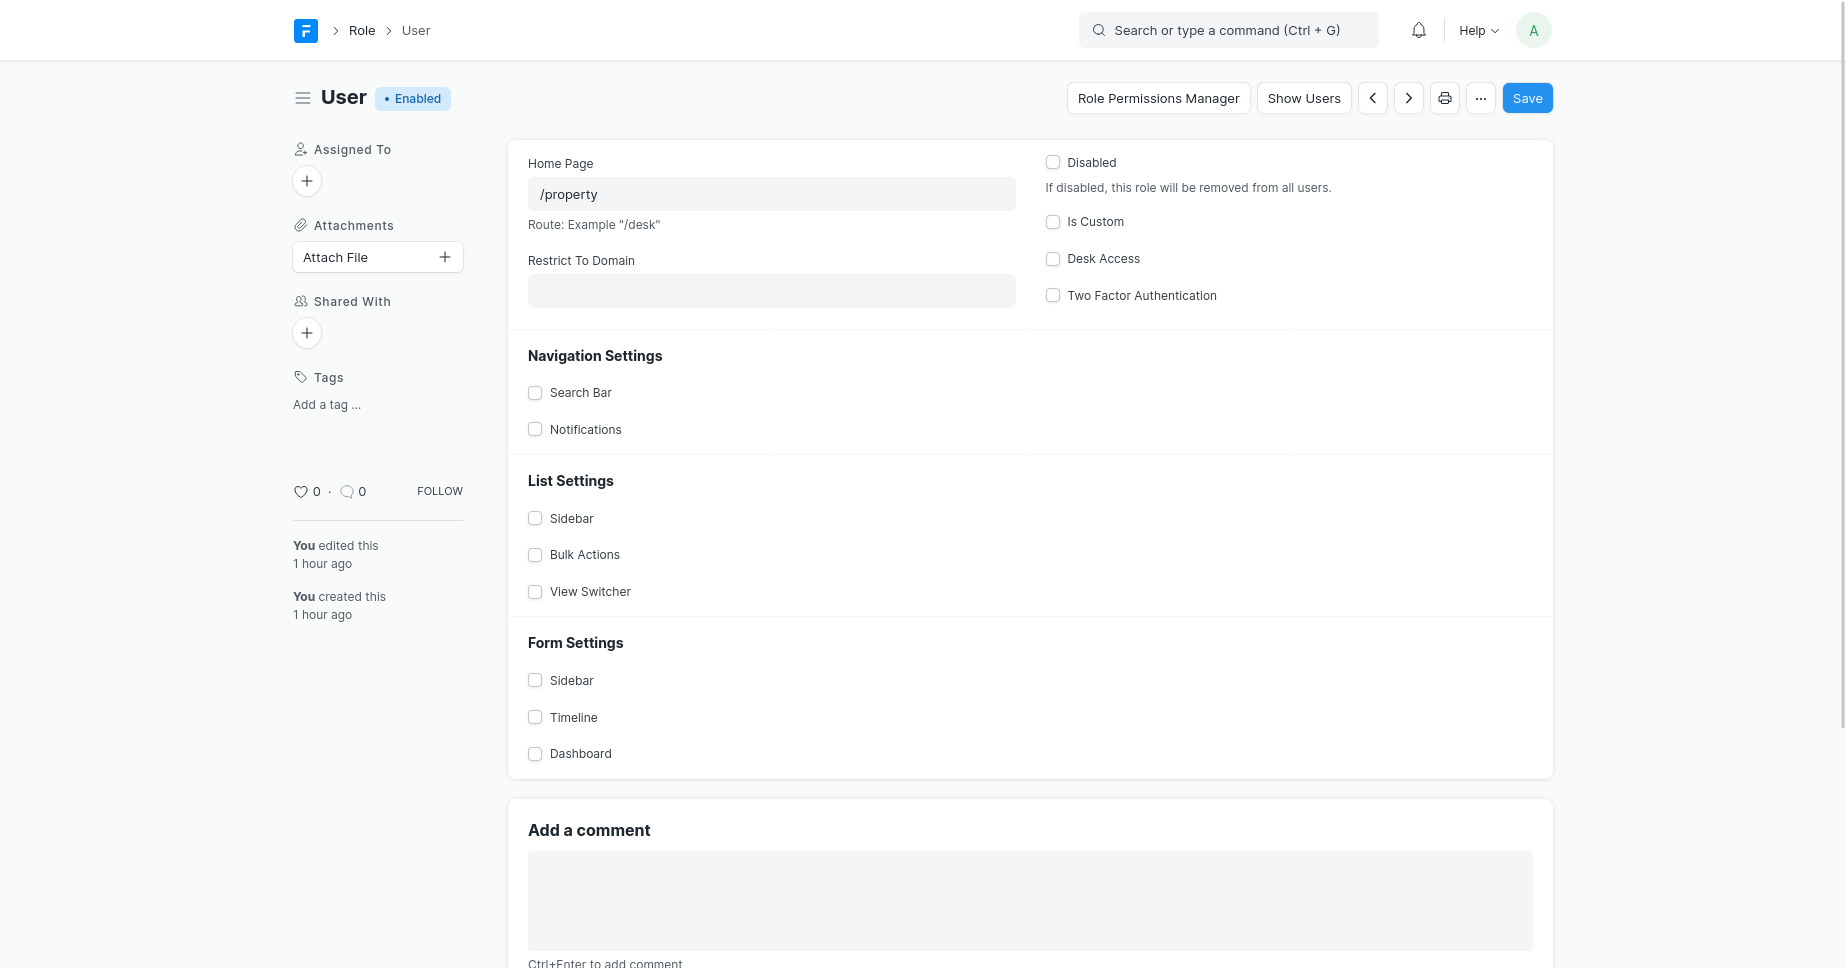 Role
User
Search or type a command (Ctrl + G)
Help
A
User
Enabled
Role Permissions Manager
Show Users
...
Save
Assigned To
Attachments
Attach File
Shared With
Tags
Add a tag ...
0 · 0
FOLLOW
You edited this
1 hour ago
You created this
1 hour ago
Home Page
/property
Route: Example "/desk"
Restrict To Domain
Disabled
If disabled, this role will be removed from all users.
Is Custom
Desk Access
Two Factor Authentication
Navigation Settings
Search Bar
Notifications
List Settings
Sidebar
Bulk Actions
View Switcher
Form Settings
Sidebar
Timeline
Dashboard
Add a comment
Ctrl+Enter to add comment